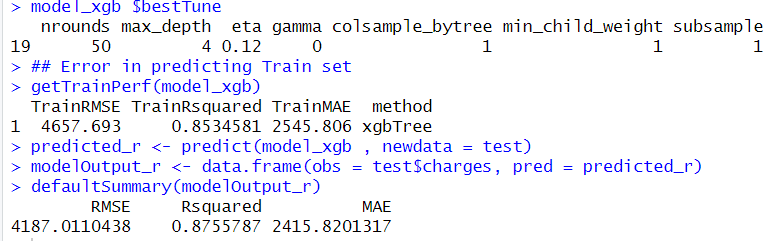 > model_xgb $bestTune
   nrounds max_depth  eta gamma colsample_bytree min_child_weight subsample
19      50         4 0.12     0                1                1         1
> ## Error in predicting Train set
> getTrainPerf(model_xgb)
  TrainRMSE TrainRsquared TrainMAE  method
1  4657.693     0.8534581 2545.806 xgbTree
> predicted_r <- predict(model_xgb , newdata = test)
> modelOutput_r <- data.frame(obs = test$charges, pred = predicted_r)
> defaultSummary(modelOutput_r)
        RMSE     Rsquared          MAE
4187.0110438    0.8755787 2415.8201317